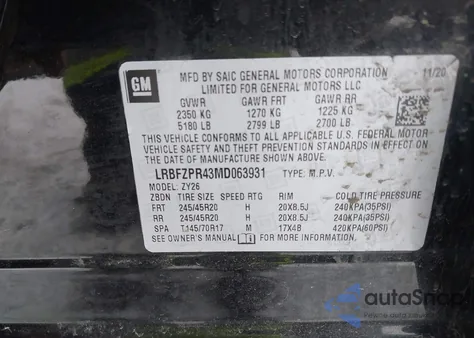 GM
MFD BY SAIC GENERAL MOTORS CORPORATION 11/20
LIMITED FOR GENERAL MOTORS LLC
GVWR GAWR FRT GAWR RR
2350 KG 1270 KG 1225 KG
5180 LB 2799 LB 2700 LB
THIS VEHICLE CONFORMS TO ALL APPLICABLE U.S. FEDERAL MOTOR
VEHICLE SAFETY AND THEFT PREVENTION STANDARDS IN EFFECT ON
THE DATE OF MANUFACTURE SHOWN ABOVE.
LRBFZPR43MD063931 TYPE: M.P.V.
MODEL: ZY26
ZBDN TIRE SIZE SPEED RTG RIM COLD TIRE PRESSURE
FRT 245/45R20 H 20X8.5J 240KPA(35PSI)
RR 245/45R20 H 20X8.5J 240KPA(35PSI)
SPA T145/70R17 M 17X4B 420KPA(60PSI)
SEE OWNER'S MANUAL FOR MORE INFORMATION.
autaSnap